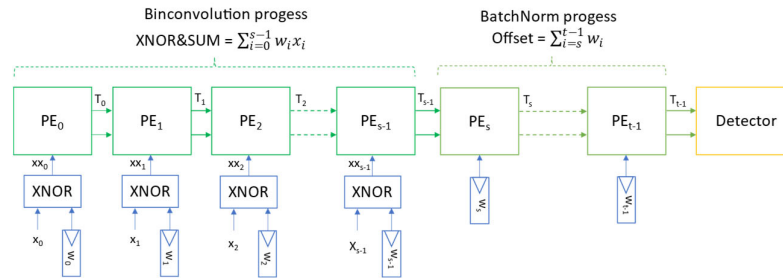 Binconvolution progess
XNOR&SUM = ∑_{i=0}^{s-1} w_i x_i
BatchNorm progess
Offset = ∑_{i=s}^{t-1} w_i
T_0 T_1 T_2 T_{s-1} T_s T_{t-1}
PE_0 PE_1 PE_2 PE_{s-1} PE_s PE_{t-1} Detector
xx_0 xx_1 xx_2 xx_{s-1}
XNOR XNOR XNOR XNOR
W_s W_{t-1}
x_0 x_1 x_2 X_{s-1}
W_0 W_1 W_2 W_{s-1}